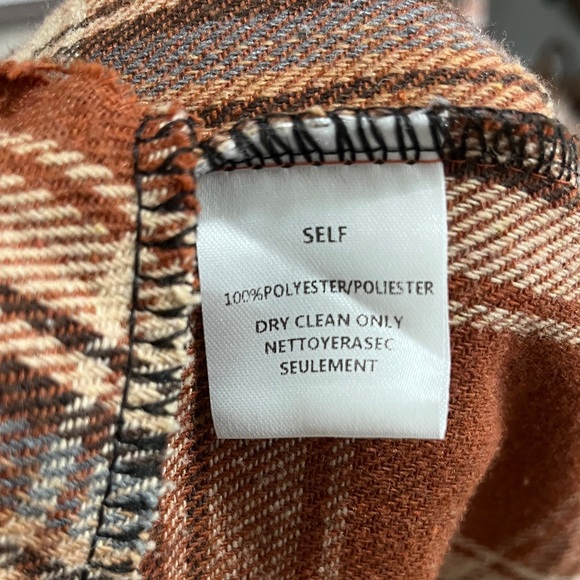 SELF
100%POLYESTER/POLIESTER
DRY CLEAN ONLY
NETTOYERASEC
SEULEMENT